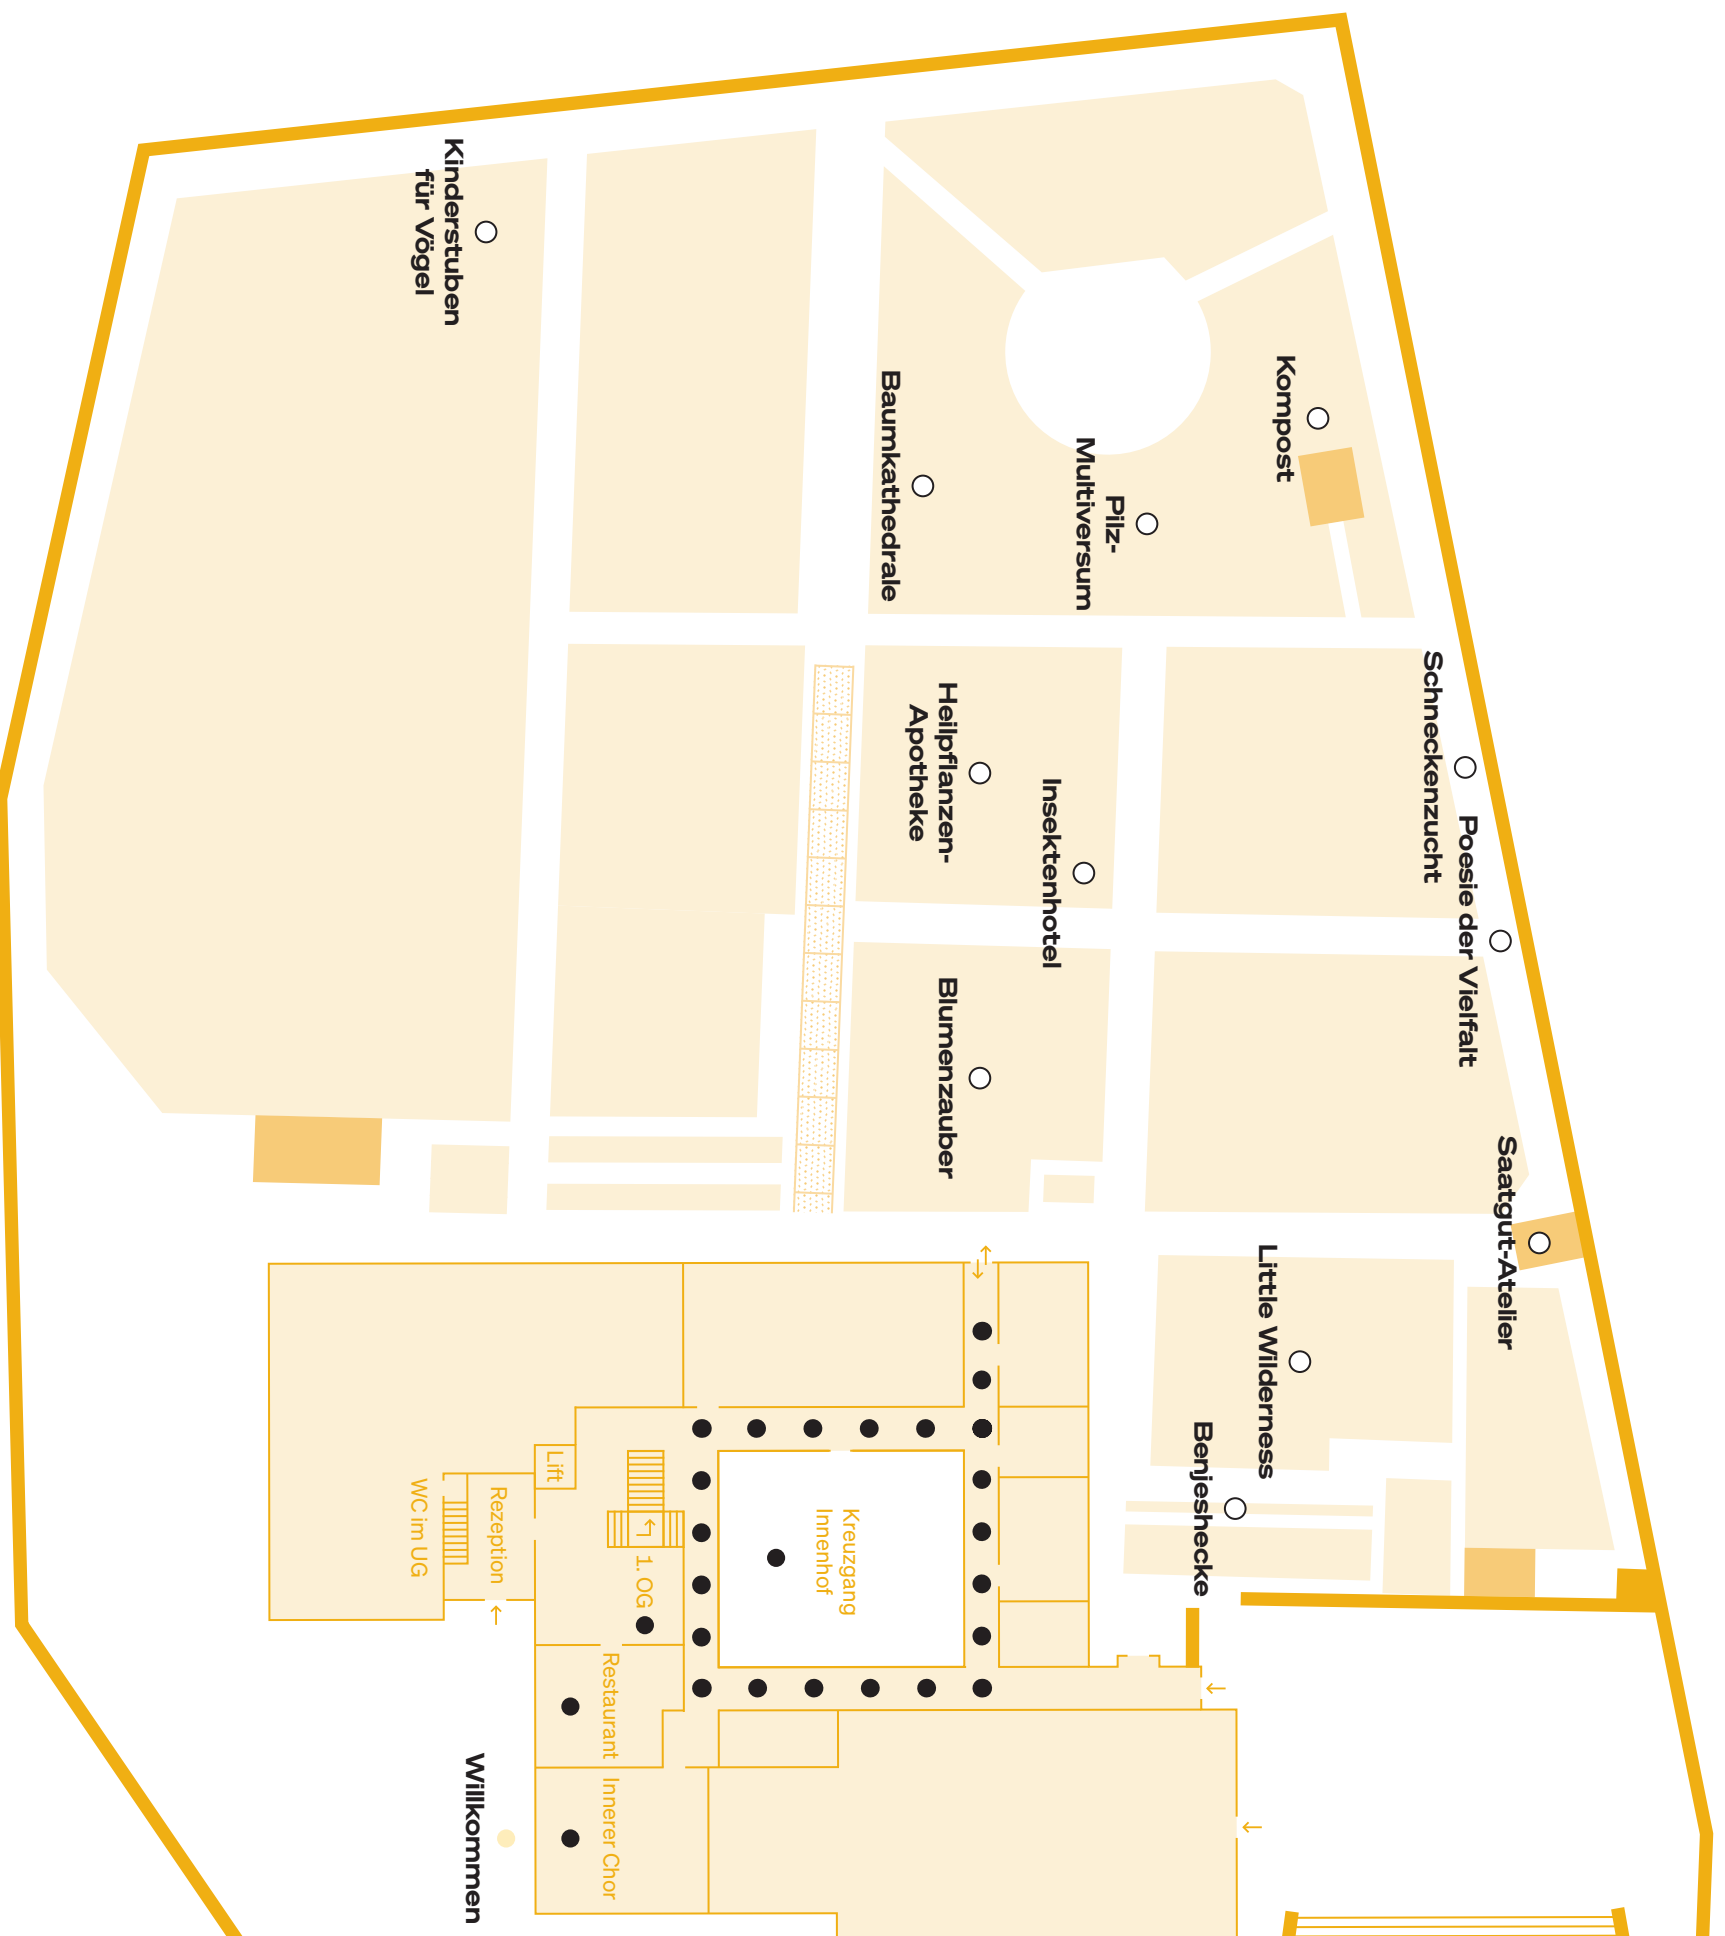 Kinderstuben
für Vögel
Baumkathedrale
Pilz-
Multiversum
Kompost
Schneckenzucht
Poesie der Vielfalt
Heilpflanzen-
Apotheke
Insektenhotel
Blumenzauber
Saatgut-Atelier
Little Wilderness
Benjeshecke
Kreuzgang
Innenhof
Lift
Rezeption
WC im UG
1. OG
Restaurant
Innerer Chor
Willkommen